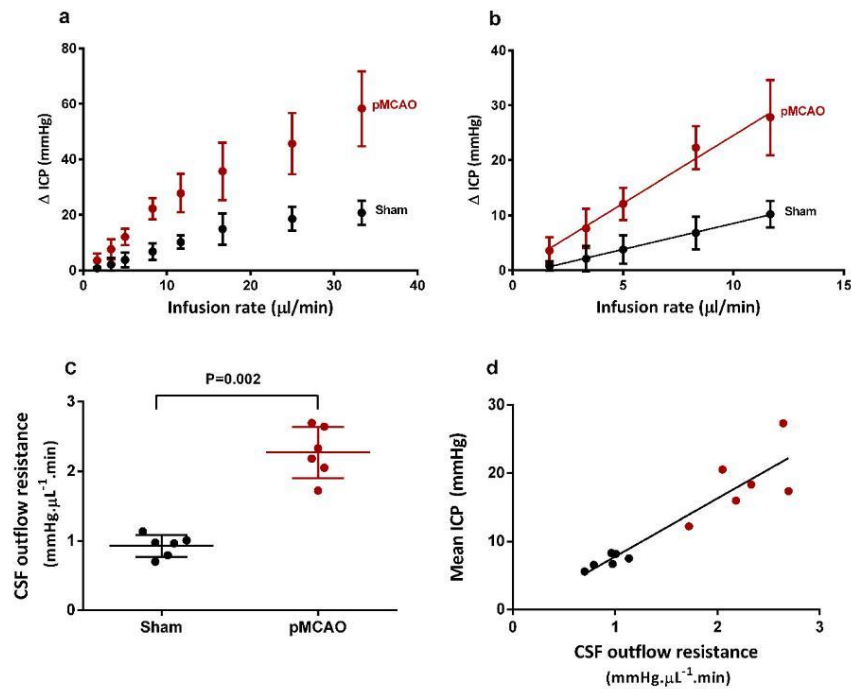 a
80
60
40
20
0
Δ ICP (mmHg)
pMCAO
Sham
0 10 20 30 40
Infusion rate (μl/min)
b
40
30
20
10
0
Δ ICP (mmHg)
pMCAO
Sham
0 5 10 15
Infusion rate (μl/min)
c
P=0.002
3
2
1
0
CSF outflow resistance
(mmHg.μL⁻¹.min)
Sham pMCAO
d
30
20
10
0
Mean ICP (mmHg)
0 1 2 3
CSF outflow resistance
(mmHg.μL⁻¹.min)